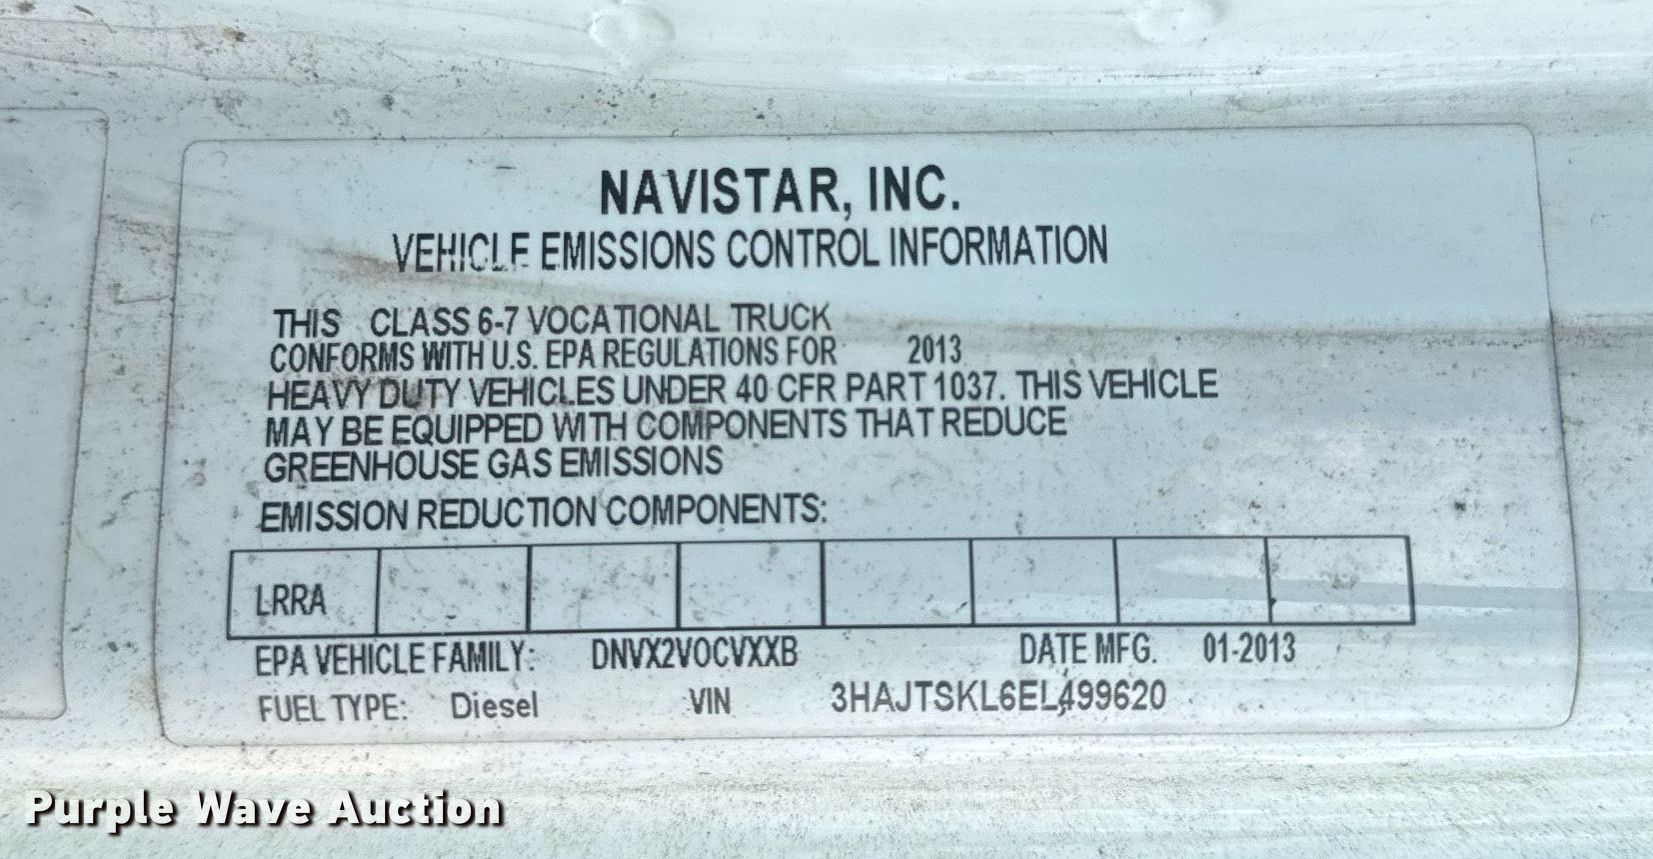 NAVISTAR, INC.
VEHICLE EMISSIONS CONTROL INFORMATION
THIS CLASS 6-7 VOCATIONAL TRUCK
CONFORMS WITH U.S. EPA REGULATIONS FOR 2013
HEAVY DUTY VEHICLES UNDER 40 CFR PART 1037. THIS VEHICLE
MAY BE EQUIPPED WITH COMPONENTS THAT REDUCE
GREENHOUSE GAS EMISSIONS
EMISSION REDUCTION COMPONENTS:
LRRA
EPA VEHICLE FAMILY: DNVX2VOCVXXB DATE MFG. 01-2013
FUEL TYPE: Diesel VIN 3HAJTSKL6EL499620
Purple Wave Auction